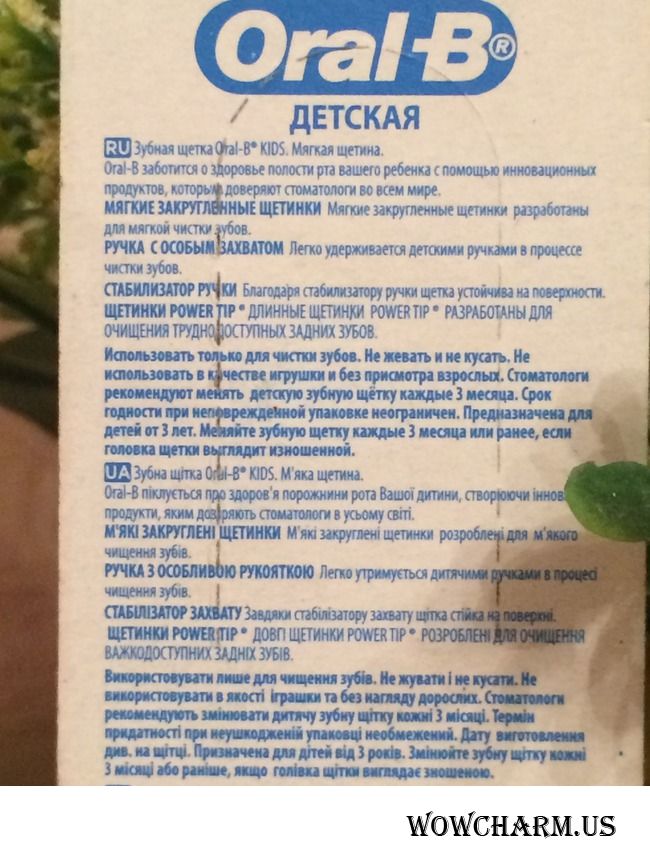 Oral-B®
ДЕТСКАЯ
RU Зубная щетка Oral-B® KIDS. Мягкая щетина.
Oral-B заботится о здоровье полости рта вашего ребенка с помощью инновационных
продуктов, которым доверяют стоматологи во всем мире.
МЯГКИЕ ЗАКРУГЛЕННЫЕ ЩЕТИНКИ Мягкие закругленные щетинки разработаны
для мягкой чистки зубов.
РУЧКА С ОСОБЫМ ЗАХВАТОМ Легко удерживается детскими ручками в процессе
чистки зубов.
СТАБИЛИЗАТОР РУЧКИ Благодаря стабилизатору ручки щетка устойчива на поверхности.
ЩЕТИНКИ POWER TIP ® ДЛИННЫЕ ЩЕТИНКИ POWER TIP ® РАЗРАБОТАНЫ ДЛЯ
ОЧИЩЕНИЯ ТРУДНОДОСТУПНЫХ ЗАДНИХ ЗУБОВ.
Использовать только для чистки зубов. Не жевать и не кусать. Не
использовать в качестве игрушки и без присмотра взрослых. Стоматологи
рекомендуют менять детскую зубную щётку каждые 3 месяца. Срок
годности при неповрежденной упаковке неограничен. Предназначена для
детей от 3 лет. Меняйте зубную щетку каждые 3 месяца или ранее, если
головка щетки выглядит изношенной.
UA Зубна щітка Oral-B® KIDS. М'яка щетина.
Oral-B піклується про здоров'я порожнини рота Вашої дитини, створюючи
продукти, яким довіряють стоматологи в усьому світі.
М'ЯКІ ЗАКРУГЛЕНІ ЩЕТИНКИ М'які закруглені щетинки розроблені для м'якого
чищення зубів.
РУЧКА З ОСОБЛИВОЮ РУКОЯТКОЮ Легко утримується дитячими ручками в процесі
чищення зубів.
СТАБІЛІЗАТОР ЗАХВАТУ Завдяки стабілізатору захвату щітка стійка на поверхні.
ЩЕТИНКИ POWER TIP ® ДОВГІ ЩЕТИНКИ POWER TIP ® РОЗРОБЛЕНІ ДЛЯ ОЧИЩЕННЯ
ВАЖКОДОСТУПНИХ ЗАДНІХ ЗУБІВ.
Використовувати лише для чищення зубів. Не жувати і не кусати. Не
використовувати в якості іграшки та без нагляду дорослих. Стоматологи
рекомендують змінювати дитячу зубну щітку кожні 3 місяці. Термін
придатності при неушкодженій упаковці необмежений. Дату виготовлення
див. на щітці. Призначена для дітей від 3 років. Змінюйте зубну щітку кожні
3 місяці або раніше, якщо голівка щітки виглядає зношеною.
WOWCHARM.US